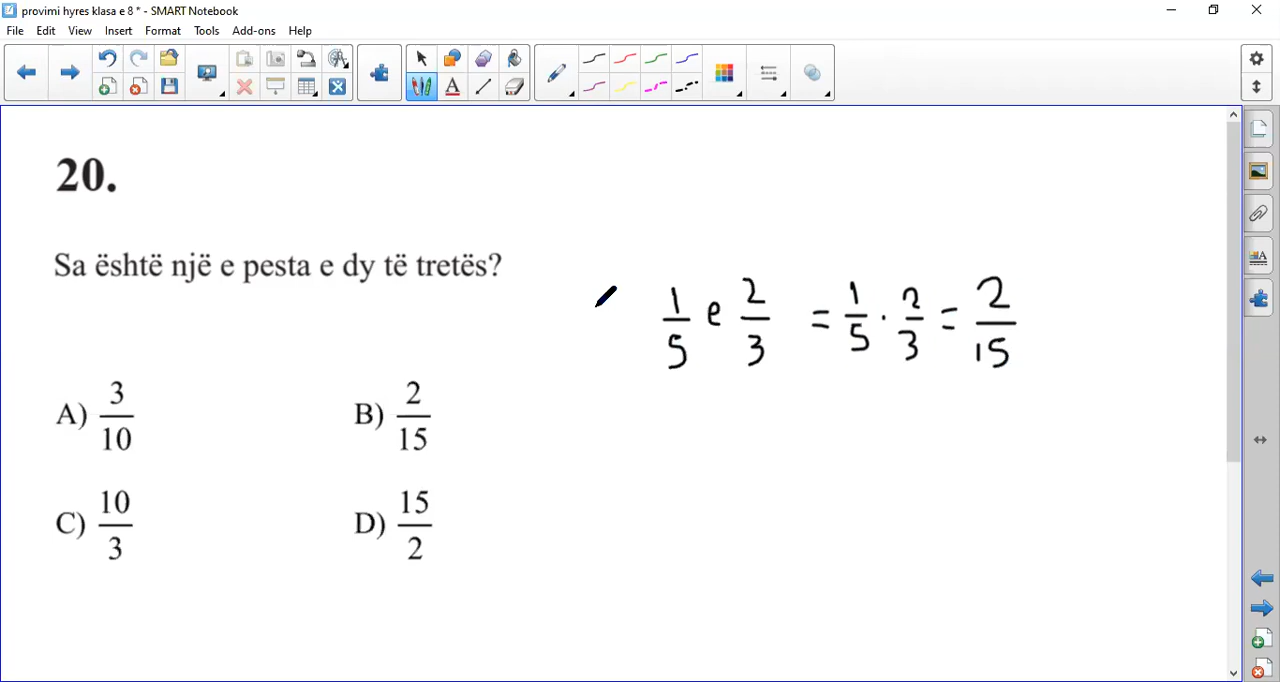 provimi hyres klasa e 8 * - SMART Notebook
File Edit View Insert Format Tools Add-ons Help
20.
Sa është një e pesta e dy të tretës?
1/5 e 2/3 = 1/5 · 2/3 = 2/15
A) 3/10 B) 2/15
C) 10/3 D) 15/2